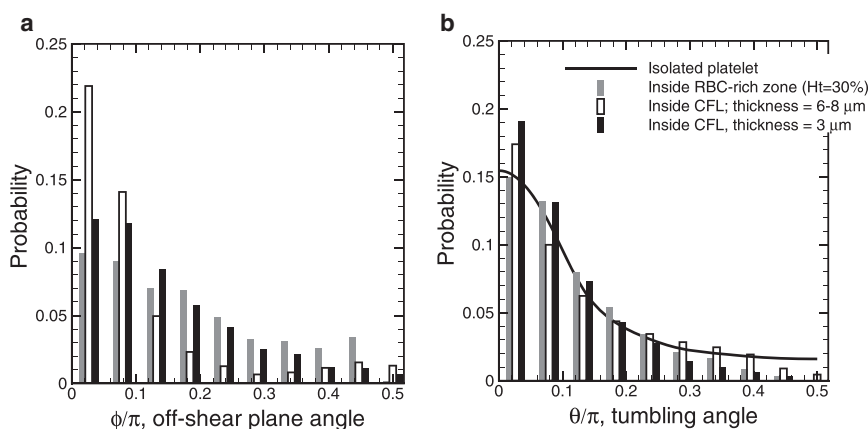 a
0.25
0.2
0.15
0.1
0.05
0
Probability
0.1
0.2
0.3
0.4
0.5
ϕ/π, off-shear plane angle
b
0.25
0.2
0.15
0.1
0.05
0
Probability
Isolated platelet
Inside RBC-rich zone (Ht=30%)
Inside CFL; thickness = 6-8 μm
Inside CFL, thickness = 3 μm
0
0.1
0.2
0.3
0.4
0.5
θ/π, tumbling angle